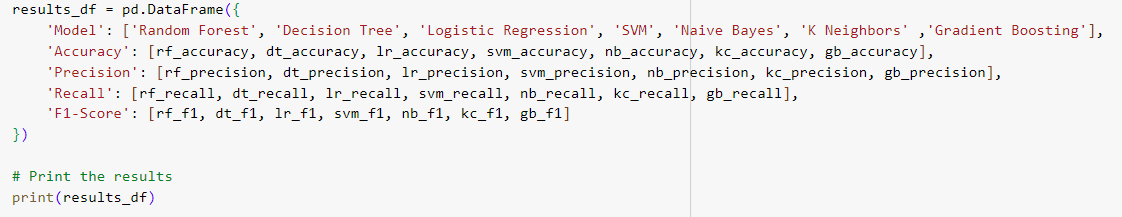 results_df = pd.DataFrame({
    'Model': ['Random Forest', 'Decision Tree', 'Logistic Regression', 'SVM', 'Naive Bayes', 'K Neighbors' ,'Gradient Boosting'],
    'Accuracy': [rf_accuracy, dt_accuracy, lr_accuracy, svm_accuracy, nb_accuracy, kc_accuracy, gb_accuracy],
    'Precision': [rf_precision, dt_precision, lr_precision, svm_precision, nb_precision, kc_precision, gb_precision],
    'Recall': [rf_recall, dt_recall, lr_recall, svm_recall, nb_recall, kc_recall, gb_recall],
    'F1-Score': [rf_f1, dt_f1, lr_f1, svm_f1, nb_f1, kc_f1, gb_f1]
})
# Print the results
print(results_df)